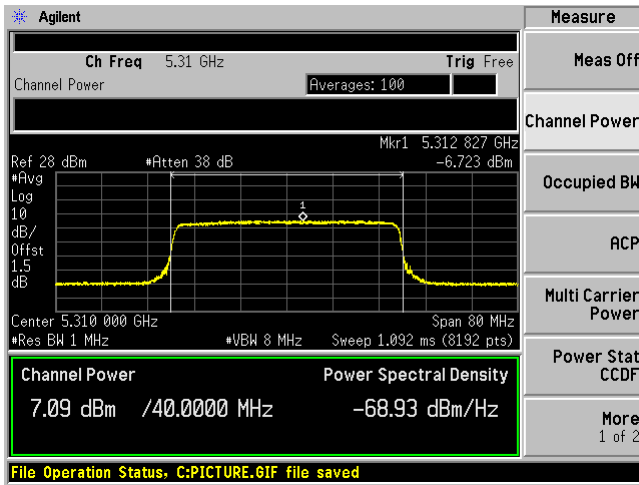 Agilent
Measure
Ch Freq 5.31 GHz Trig Free
Channel Power Averages: 100
Mkr1 5.312 827 GHz
Ref 28 dBm #Atten 38 dB -6.723 dBm
#Avg
Log
10
dB/
Offst
1.5
dB
1
Center 5.310 000 GHz Span 80 MHz
#Res BW 1 MHz #VBW 8 MHz Sweep 1.092 ms (8192 pts)
Channel Power Power Spectral Density
7.09 dBm /40.0000 MHz -68.93 dBm/Hz
File Operation Status, C:PICTURE.GIF file saved
Meas Off
Channel Power
Occupied BW
ACP
Multi Carrier
Power
Power Stat
CCDF
More
1 of 2